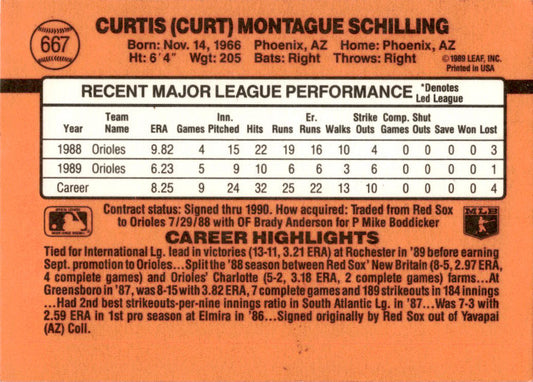 667
CURTIS (CURT) MONTAGUE SCHILLING
Born: Nov. 14, 1966 Phoenix, AZ Home: Phoenix, AZ
Ht: 6'4" Wgt: 205 Bats: Right Throws: Right
©1989 LEAF, INC.
Printed in USA
RECENT MAJOR LEAGUE PERFORMANCE *Denotes Led League
Year Team Name ERA Games Inn. Pitched Hits Runs Er. Runs Walks Strike Outs Comp. Games Shut Outs Save Won Lost
1988 Orioles 9.82 4 15 22 19 16 10 4 0 0 0 0 3
1989 Orioles 6.23 5 9 10 6 6 3 6 0 0 0 0 1
Career 8.25 9 24 32 25 22 13 10 0 0 0 0 4
Contract status: Signed thru 1990. How acquired: Traded from Red Sox
to Orioles 7/29/88 with OF Brady Anderson for P Mike Boddicker
MLB
CAREER HIGHLIGHTS
Tied for International Lg. lead in victories (13-11, 3.21 ERA) at Rochester in '89 before earning
Sept. promotion to Orioles...Split the '88 season between Red Sox' New Britain (8-5, 2.97 ERA,
4 complete games) and Orioles' Charlotte (5-2, 3.18 ERA, 2 complete games) farms...At
Greensboro in '87, was 8-15 with 3.82 ERA, 7 complete games and 189 strikeouts in 184 innings
...Had 2nd best strikeouts-per-nine innings ratio in South Atlantic Lg. in '87... Was 7-3 with
2.59 ERA in 1st pro season at Elmira in '86...Signed originally by Red Sox out of Yavapai
(AZ) Coll.